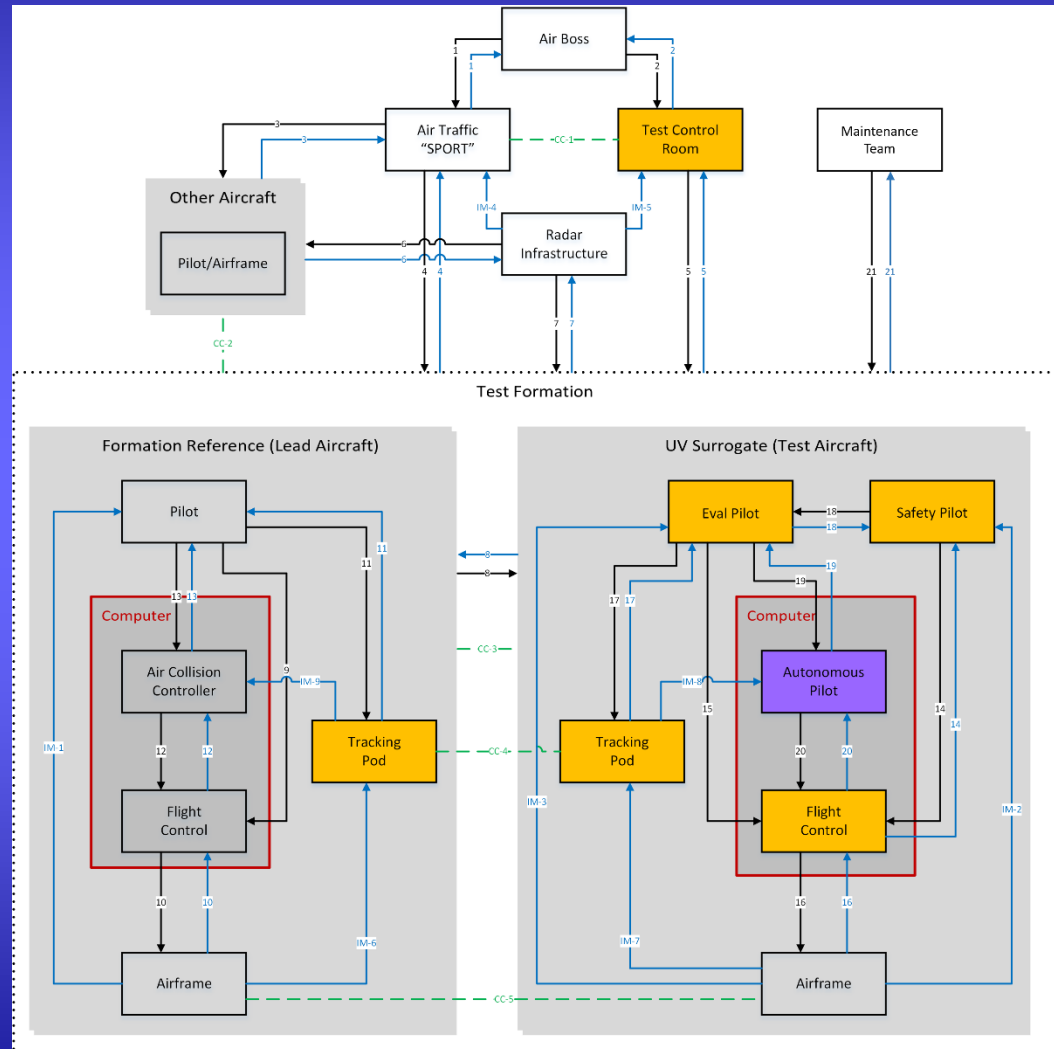 Air Boss
1
1
2
2
Air Traffic
"SPORT"
CC-1
Test Control
Room
Maintenance
Team
3
3
Other Aircraft
Pilot/Airframe
IM-4
IM-5
Radar
Infrastructure
6
6
4
4
7
7
5
5
21
21
CC-2
Test Formation
Formation Reference (Lead Aircraft)
UV Surrogate (Test Aircraft)
Pilot
Eval Pilot
Safety Pilot
18
18
11
11
8
8
13
13
17
17
19
19
Computer
Computer
Air Collision
Controller
Autonomous
Pilot
CC-3
9
IM-9
IM-8
15
14
14
IM-1
12
12
Tracking
Pod
CC-4
Tracking
Pod
20
20
IM-3
IM-2
Flight
Control
Flight
Control
10
10
16
16
IM-6
IM-7
Airframe
CC-5
Airframe